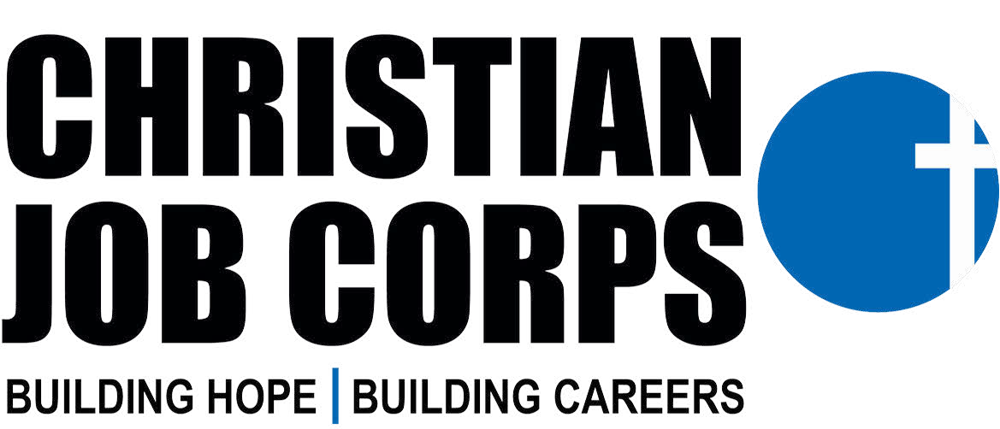 CHRISTIAN
JOB CORPS
BUILDING HOPE | BUILDING CAREERS